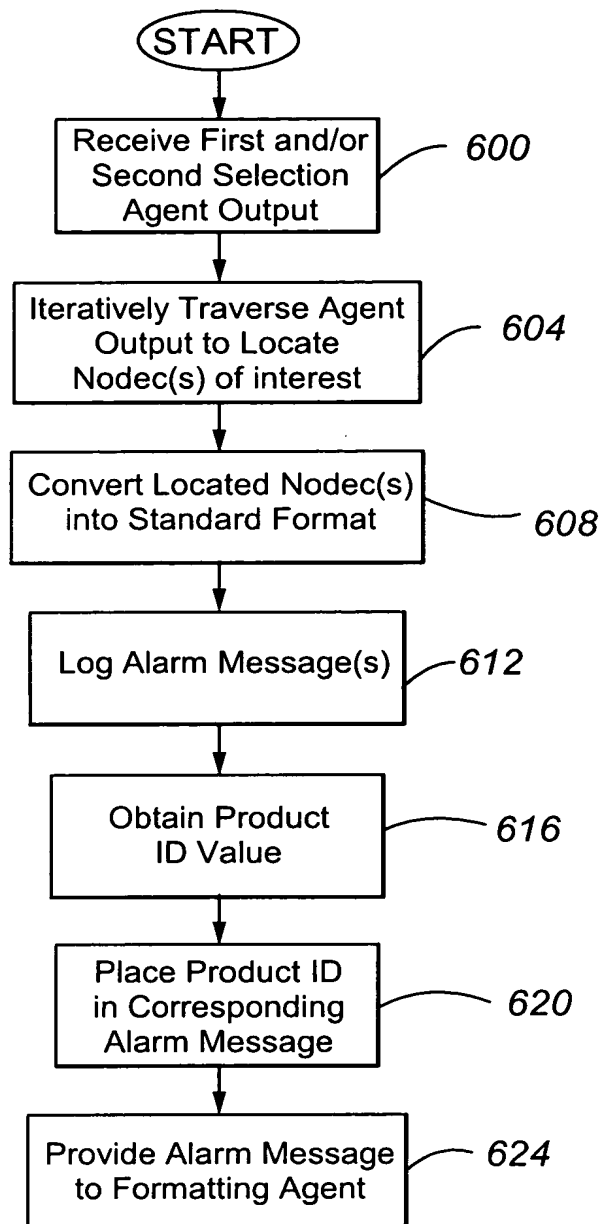 START
Receive First and/or
Second Selection
Agent Output
600
Iteratively Traverse Agent
Output to Locate
Nodec(s) of interest
604
Convert Located Nodec(s)
into Standard Format
608
Log Alarm Message(s)
612
Obtain Product
ID Value
616
Place Product ID
in Corresponding
Alarm Message
620
Provide Alarm Message
to Formatting Agent
624